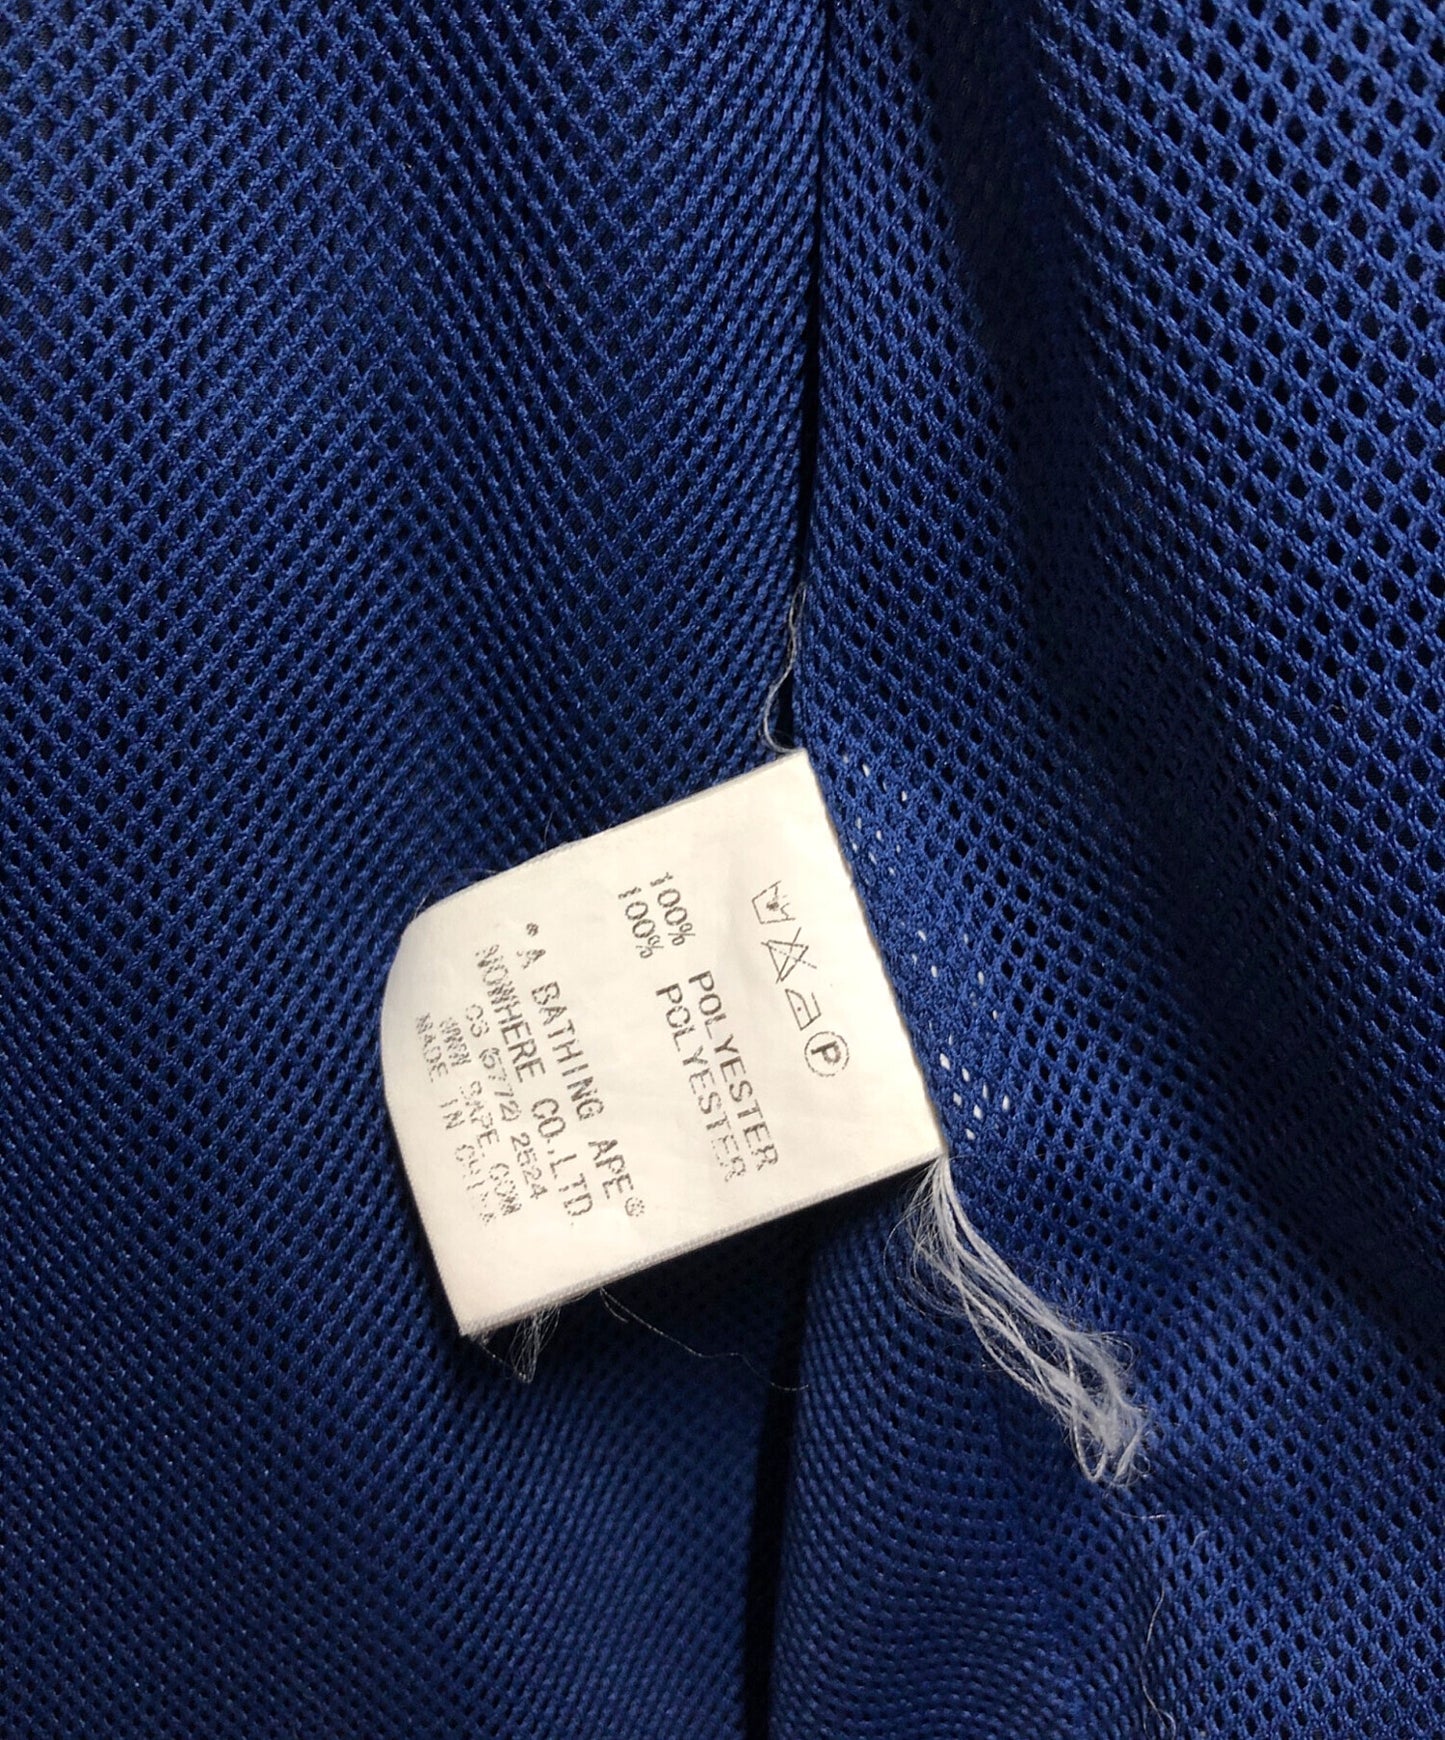 P
100% POLYESTER
100% POLYESTER
A BATHING APE®
NOWHERE CO.,LTD.
03 (5772) 2524
MADE IN